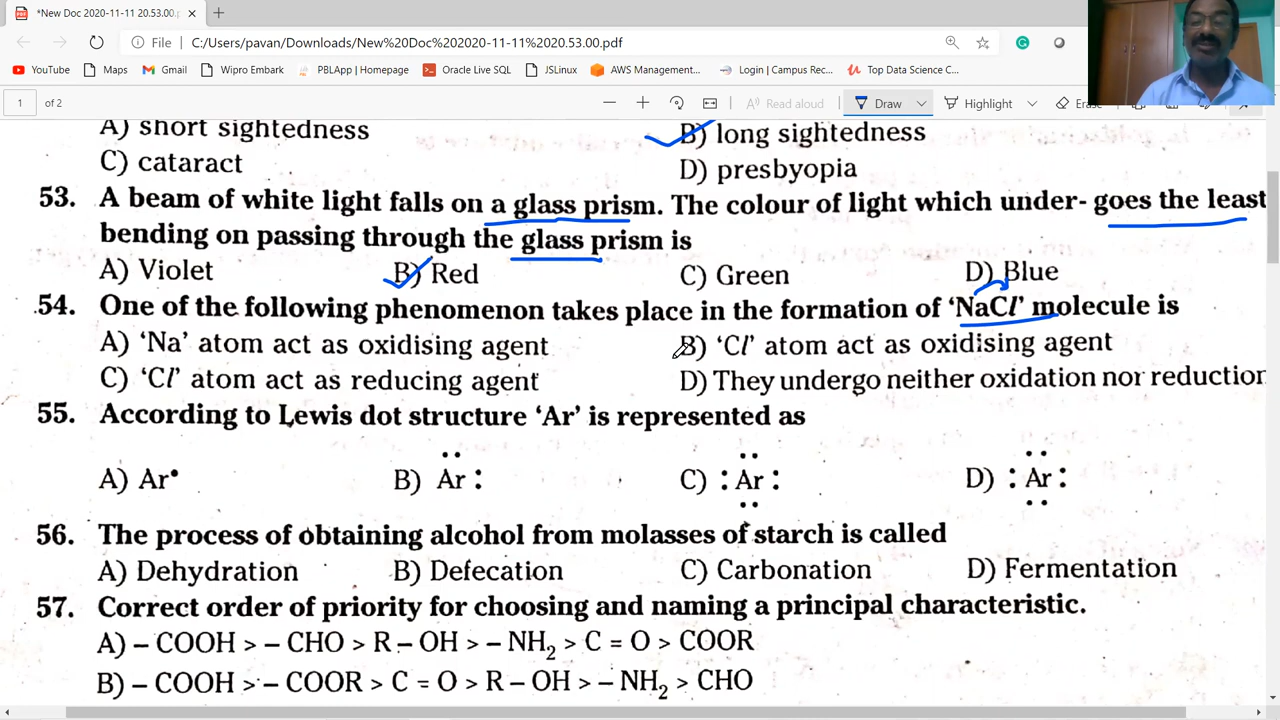 *New Doc 2020-11-11 20.53.00.p
File C:/Users/pavan/Downloads/New%20Doc%202020-11-11%2020.53.00.pdf
YouTube Maps Gmail Wipro Embark PBLApp | Homepage Oracle Live SQL JSLinux AWS Management... Login | Campus Rec... Top Data Science C...
1 of 2 Read aloud Draw Highlight Erase
A) short sightedness B) long sightedness
C) cataract D) presbyopia
53. A beam of white light falls on a glass prism. The colour of light which under- goes the least
bending on passing through the glass prism is
A) Violet B) Red C) Green D) Blue
54. One of the following phenomenon takes place in the formation of ‘NaCl’ molecule is
A) ‘Na’ atom act as oxidising agent B) ‘Cl’ atom act as oxidising agent
C) ‘Cl’ atom act as reducing agent D) They undergo neither oxidation nor reduction
55. According to Lewis dot structure ‘Ar’ is represented as
A) Ar• B) Ar : C) : Ar : D) : Ar :
56. The process of obtaining alcohol from molasses of starch is called
A) Dehydration B) Defecation C) Carbonation D) Fermentation
57. Correct order of priority for choosing and naming a principal characteristic.
A) – COOH > – CHO > R – OH > – NH₂ > C = O > COOR
B) – COOH > – COOR > C = O > R – OH > – NH₂ > CHO